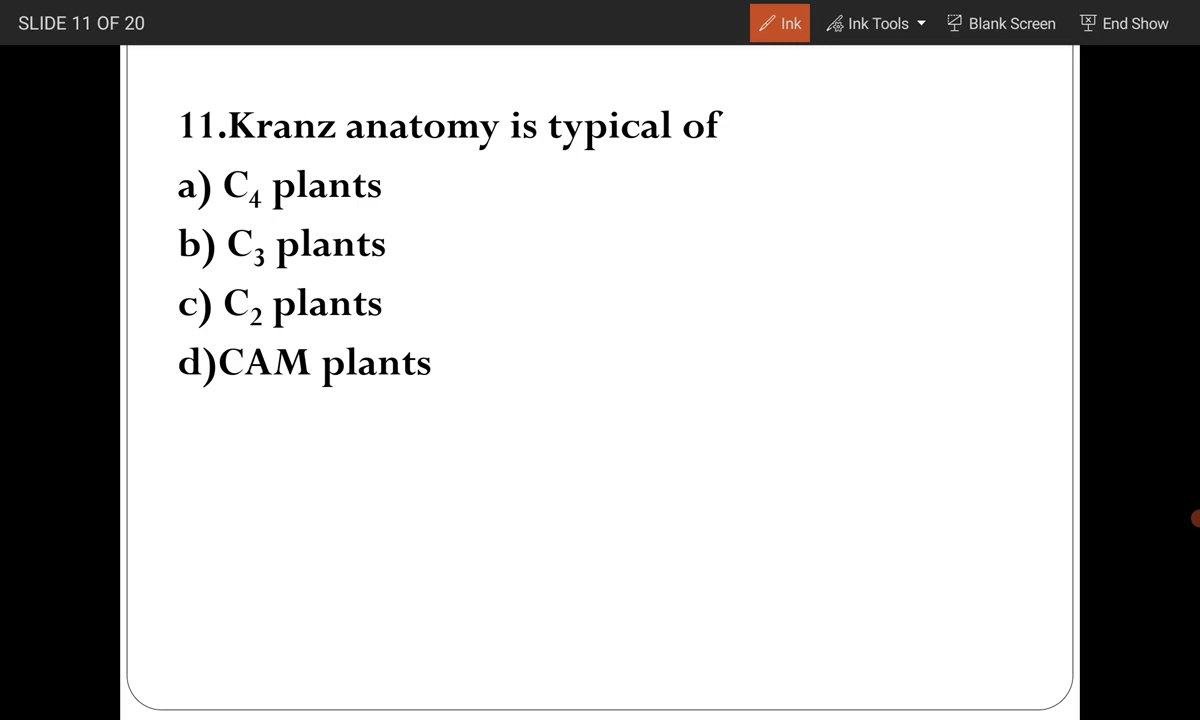 SLIDE 11 OF 20 Ink Ink Tools Blank Screen End Show
11.Kranz anatomy is typical of
a) C₄ plants
b) C₃ plants
c) C₂ plants
d)CAM plants